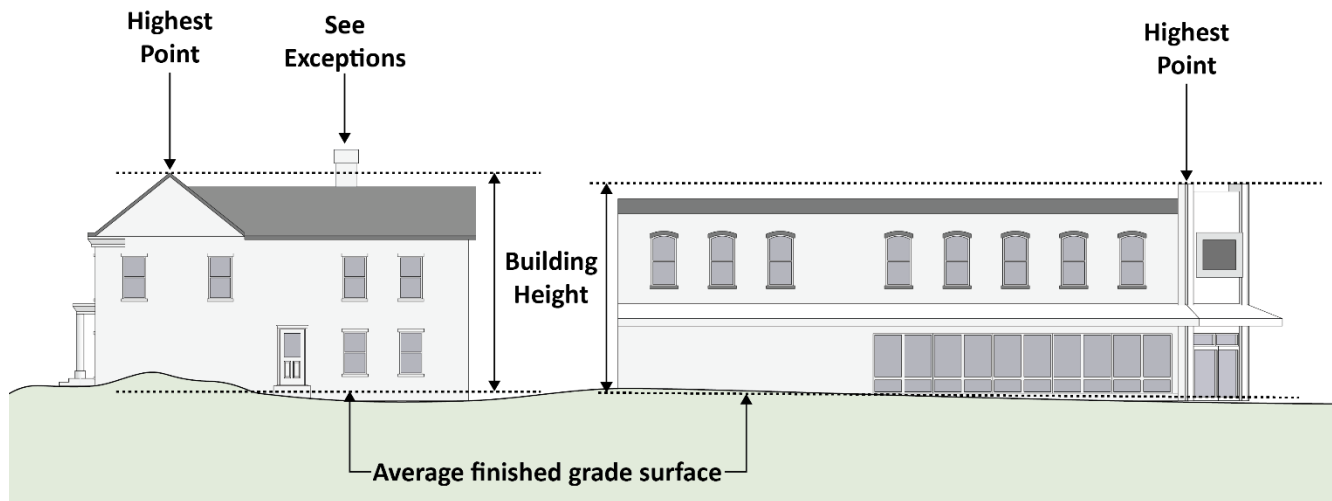 Highest
Point
See
Exceptions
Highest
Point
Building
Height
Average finished grade surface